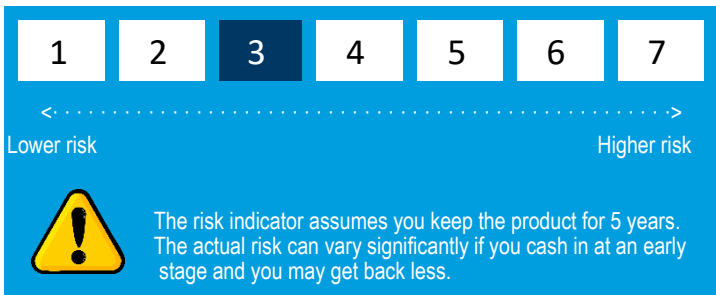 1 2 3 4 5 6 7
<· · · · · · · · · · · · · · · · · · · · · · · · · · · · · · · · · · · · · · · · · · · · · · · · · · · · · · · · · · ·>
Lower risk Higher risk
The risk indicator assumes you keep the product for 5 years.
The actual risk can vary significantly if you cash in at an early
stage and you may get back less.